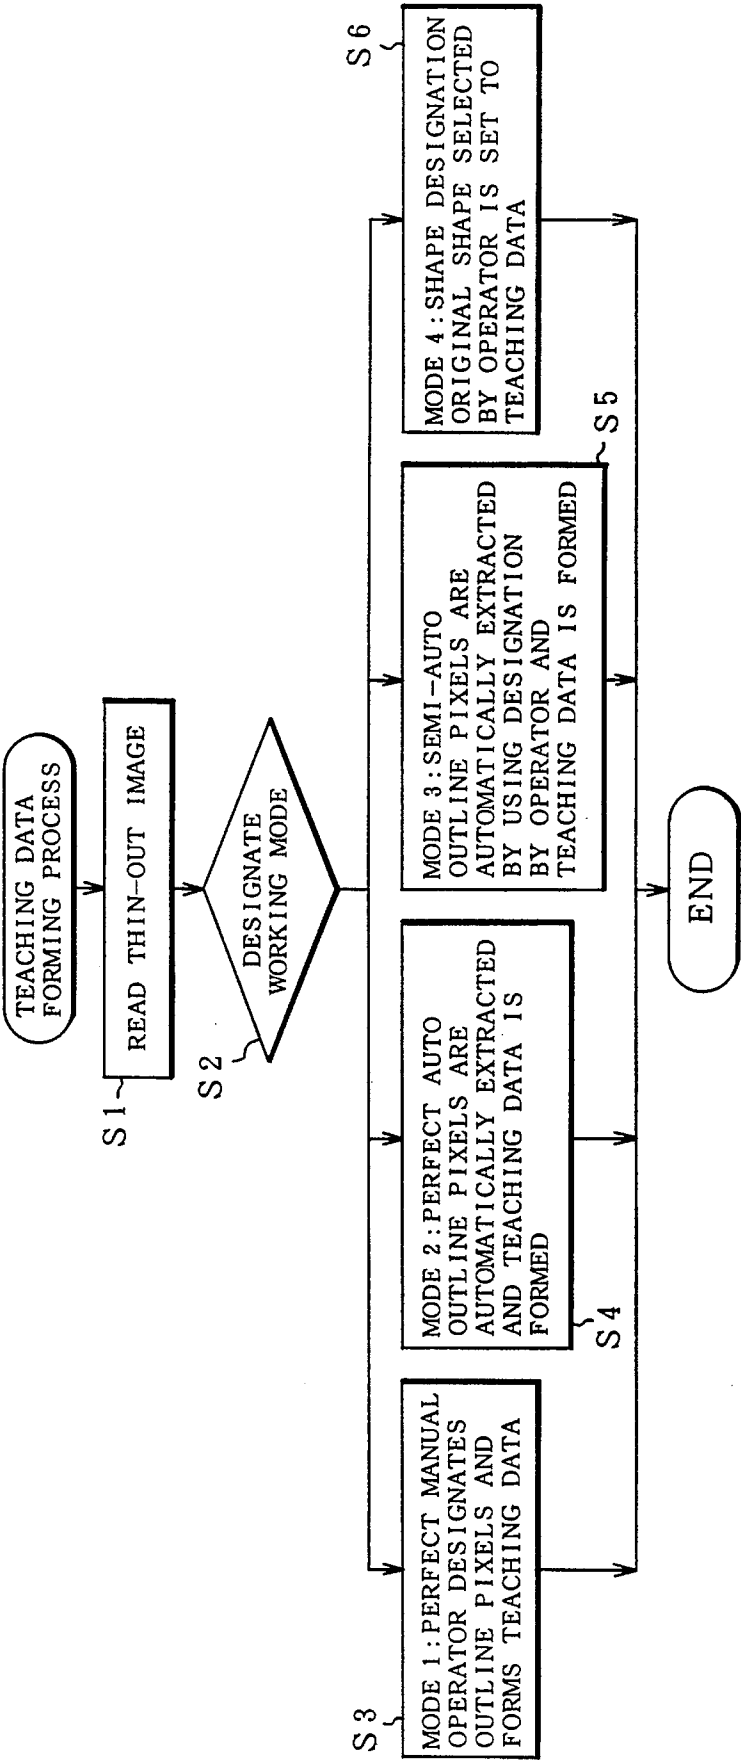 TEACHING DATA
FORMING PROCESS
S1
READ THIN-OUT IMAGE
S2
DESIGNATE
WORKING MODE
S3
MODE 1:PERFECT MANUAL
OPERATOR DESIGNATES
OUTLINE PIXELS AND
FORMS TEACHING DATA
MODE 2:PERFECT AUTO
OUTLINE PIXELS ARE
AUTOMATICALLY EXTRACTED
AND TEACHING DATA IS
FORMED
S4
MODE 3:SEMI-AUTO
OUTLINE PIXELS ARE
AUTOMATICALLY EXTRACTED
BY USING DESIGNATION
BY OPERATOR AND
TEACHING DATA IS FORMED
S5
S6
MODE 4:SHAPE DESIGNATION
ORIGINAL SHAPE SELECTED
BY OPERATOR IS SET TO
TEACHING DATA
END